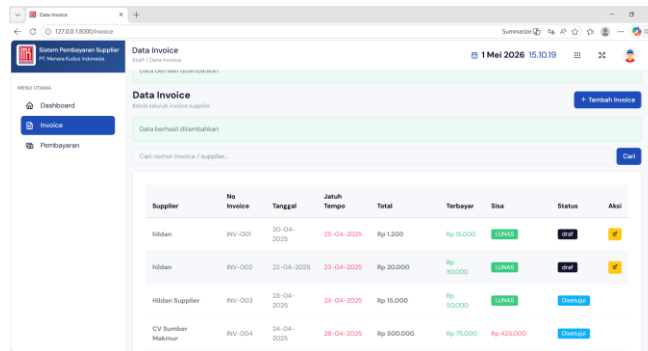 Data Invoice
127.0.0.1:8000/invoice
Summarize
Sistem Pembayaran Supplier
PT. Menara Kudus Indonesia
Data Invoice
Staff / Data Invoice
1 Mei 2026 15.10.19
Data berhasil ditambahkan
MENU UTAMA
Dashboard
Invoice
Pembayaran
Data Invoice
Kelola seluruh invoice supplier
+ Tambah Invoice
Data berhasil ditambahkan
Cari nomor invoice / supplier...
Cari
Supplier No Invoice Tanggal Jatuh Tempo Total Terbayar Sisa Status Aksi
hildan INV-001 20-04-2025 25-04-2025 Rp 1.200 Rp 15.000 LUNAS draf
hildan INV-002 22-04-2025 23-04-2025 Rp 20.000 Rp 30.000 LUNAS draf
Hildan Supplier INV-003 23-04-2025 24-04-2025 Rp 15.000 Rp 50.000 LUNAS Disetujui
CV Sumber Makmur INV-004 24-04-2025 28-04-2025 Rp 500.000 Rp 75.000 Rp 425.000 Disetujui